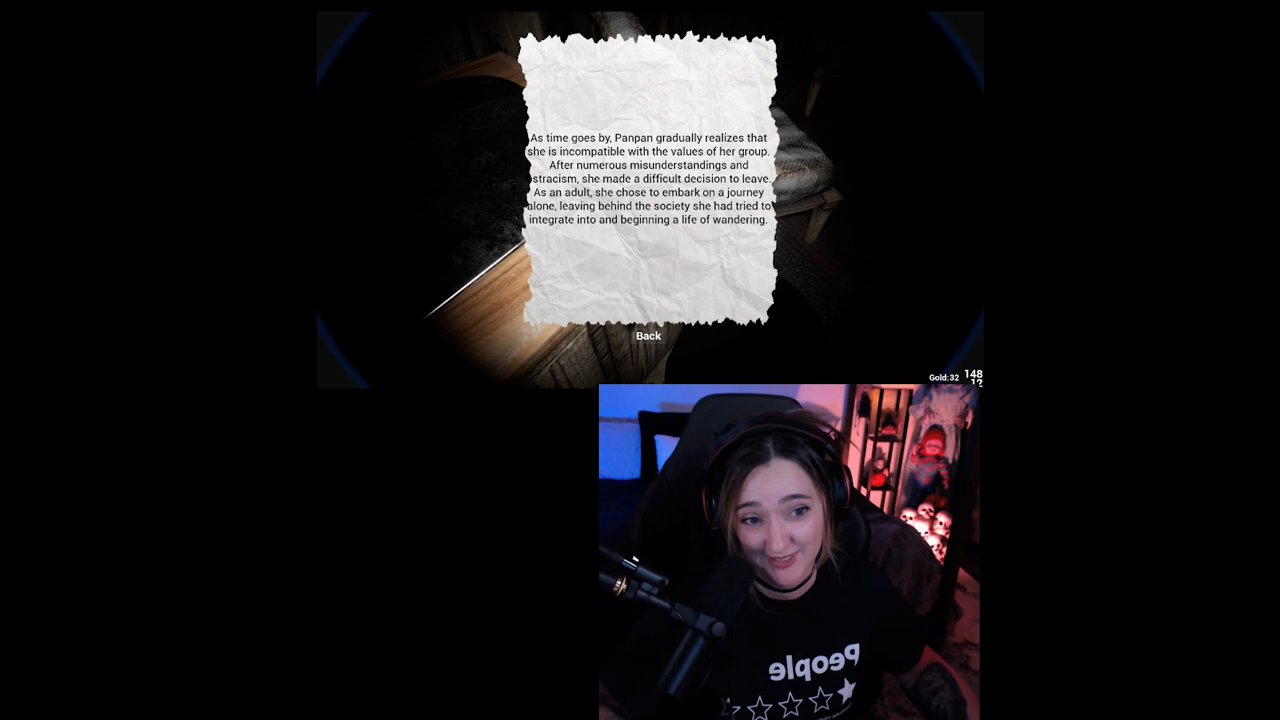 As time goes by, Panpan gradually realizes that
she is incompatible with the values of her group.
After numerous misunderstandings and
stracism, she made a difficult decision to leave.
As an adult, she chose to embark on a journey
alone, leaving behind the society she had tried to
integrate into and beginning a life of wandering.
Back
Gold:32 148
12
People